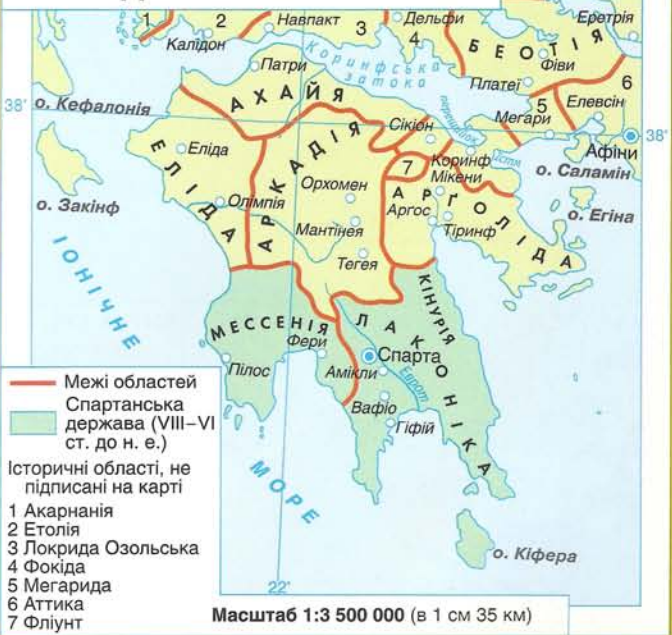 1
2
Навпакт
3
Дельфи
4
Еретрія
Калідон
БЕОТІЯ
Фіви
Патри
Коринфська
затока
Платеї
6
5
Елевсін
Мегари
38°
о. Кефалонія
АХАЙЯ
перешийок
Істм
Сікіон
38°
Афіни
Коринф
о. Саламін
Еліда
ЕЛІДА
АРКАДІЯ
7
Мікени
Орхомен
АРГОЛІДА
Олімпія
Аргос
о. Закінф
о. Егіна
Мантінея
Тіринф
Тегея
ІОНІЧНЕ
МОРЕ
КІНУРІЯ
МЕССЕНІЯ
ЛАКОНІКА
Фери
Спарта
Пілос
Амікли
Еврот
Вафіо
Гіфій
о. Кіфера
22°
Межі областей
Спартанська
держава (VIII–VI
ст. до н. е.)
Історичні області, не
підписані на карті
1 Акарнанія
2 Етолія
3 Локрида Озольська
4 Фокіда
5 Мегарида
6 Аттика
7 Фліунт
Масштаб 1:3 500 000 (в 1 см 35 км)